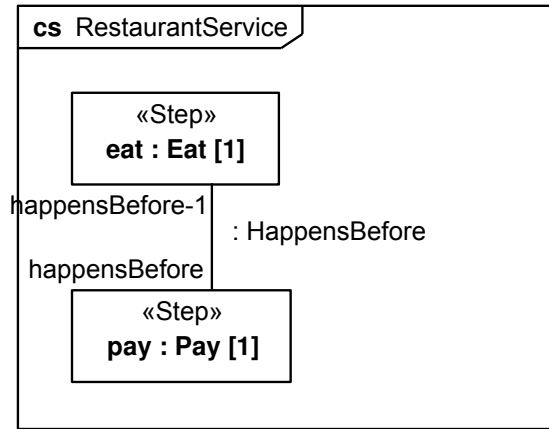 cs RestaurantService
«Step»
eat : Eat [1]
happensBefore-1
: HappensBefore
happensBefore
«Step»
pay : Pay [1]